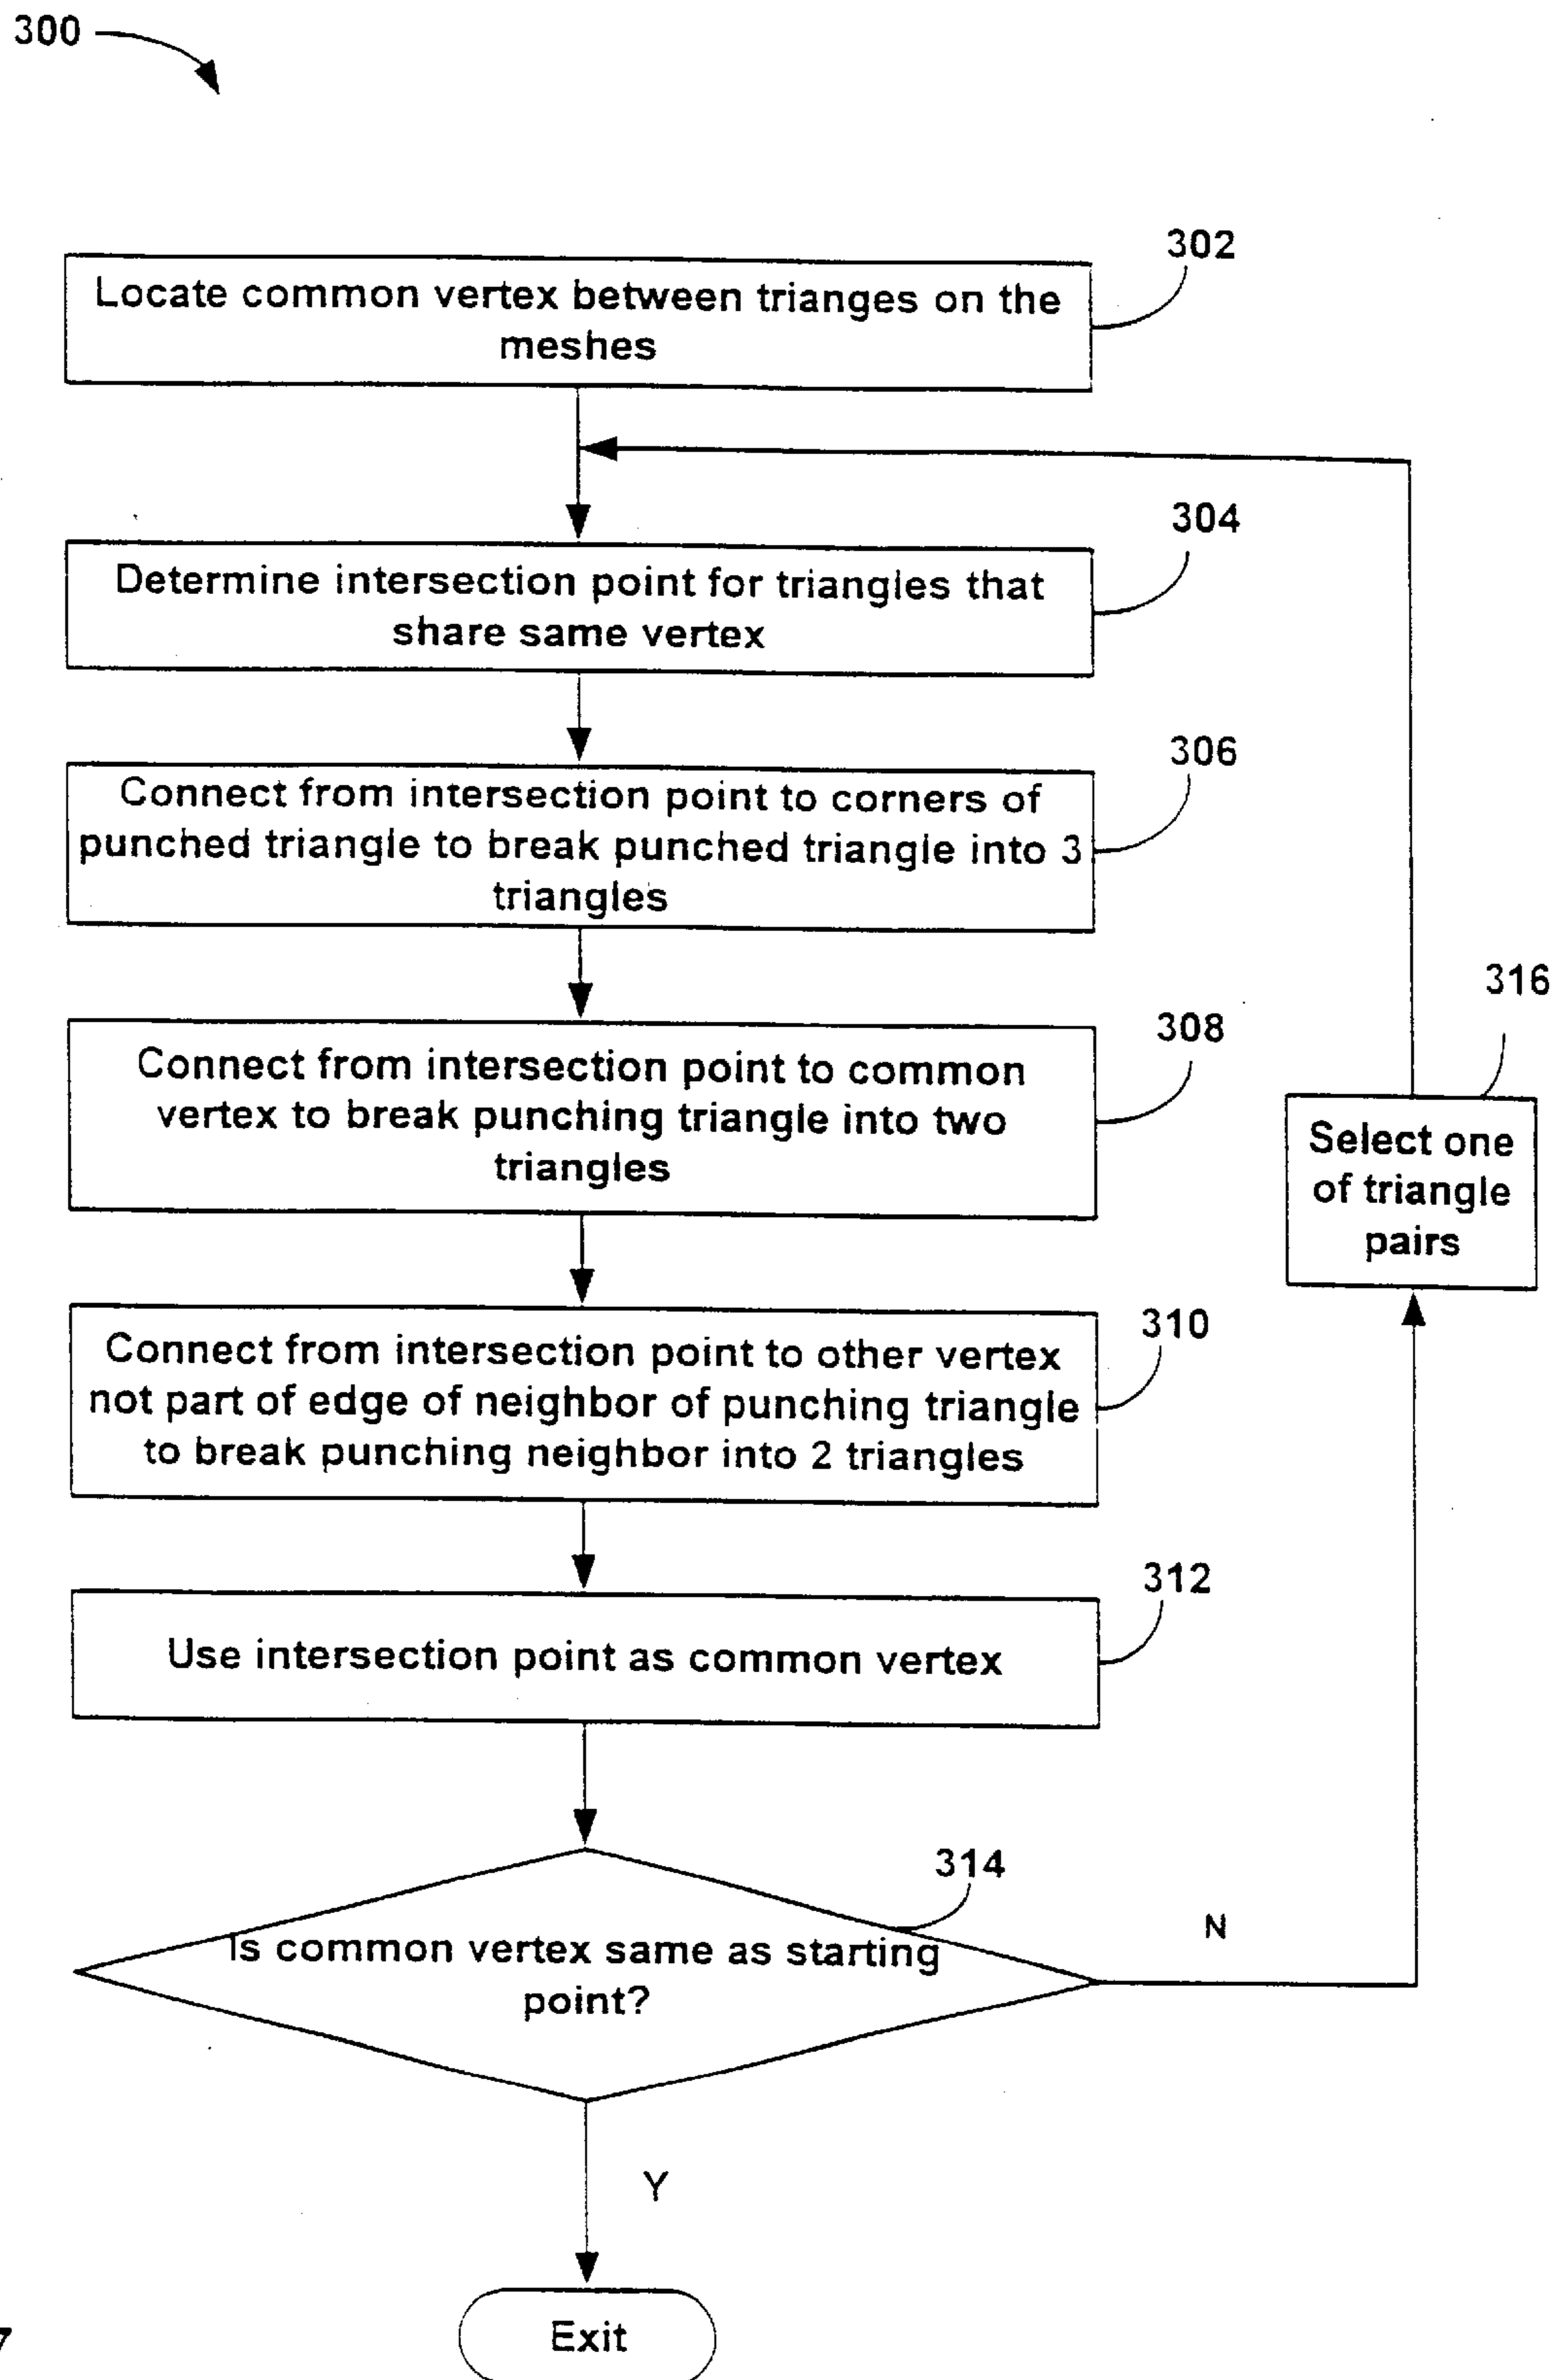 300
302
Locate common vertex between trianges on the
meshes
304
Determine intersection point for triangles that
share same vertex
306
Connect from intersection point to corners of
punched triangle to break punched triangle into 3
triangles
308
Connect from intersection point to common
vertex to break punching triangle into two
triangles
316
Select one
of triangle
pairs
310
Connect from intersection point to other vertex
not part of edge of neighbor of punching triangle
to break punching neighbor into 2 triangles
312
Use intersection point as common vertex
314
Is common vertex same as starting
point?
N
Y
Exit